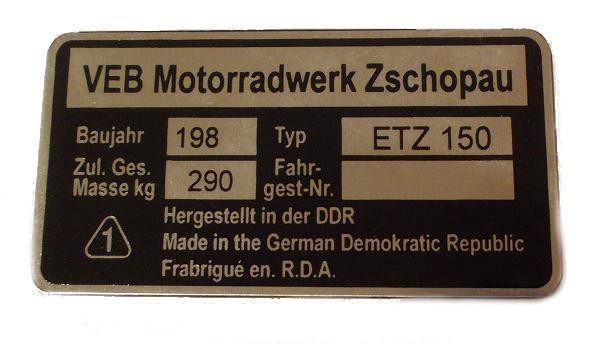 VEB Motorradwerk Zschopau
Baujahr 198 Typ ETZ 150
Zul. Ges. Masse kg 290 Fahr-gest-Nr.
1
Hergestellt in der DDR
Made in the German Demokratic Republic
Frabrigué en. R.D.A.